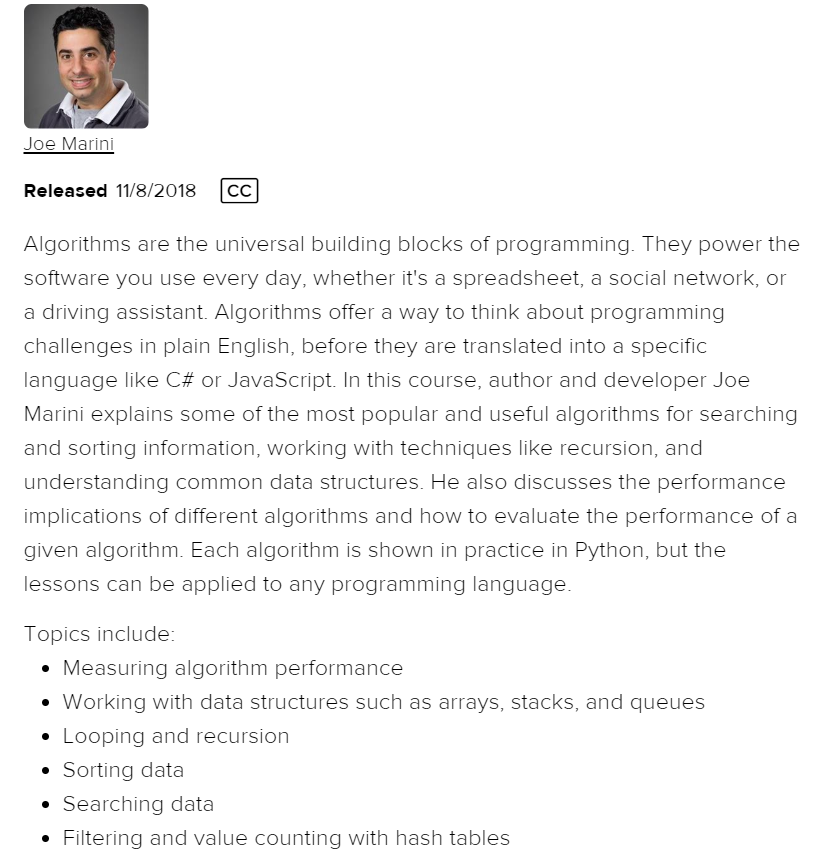 Joe Marini
Released 11/8/2018 CC
Algorithms are the universal building blocks of programming. They power the
software you use every day, whether it's a spreadsheet, a social network, or
a driving assistant. Algorithms offer a way to think about programming
challenges in plain English, before they are translated into a specific
language like C# or JavaScript. In this course, author and developer Joe
Marini explains some of the most popular and useful algorithms for searching
and sorting information, working with techniques like recursion, and
understanding common data structures. He also discusses the performance
implications of different algorithms and how to evaluate the performance of a
given algorithm. Each algorithm is shown in practice in Python, but the
lessons can be applied to any programming language.
Topics include:
• Measuring algorithm performance
• Working with data structures such as arrays, stacks, and queues
• Looping and recursion
• Sorting data
• Searching data
• Filtering and value counting with hash tables